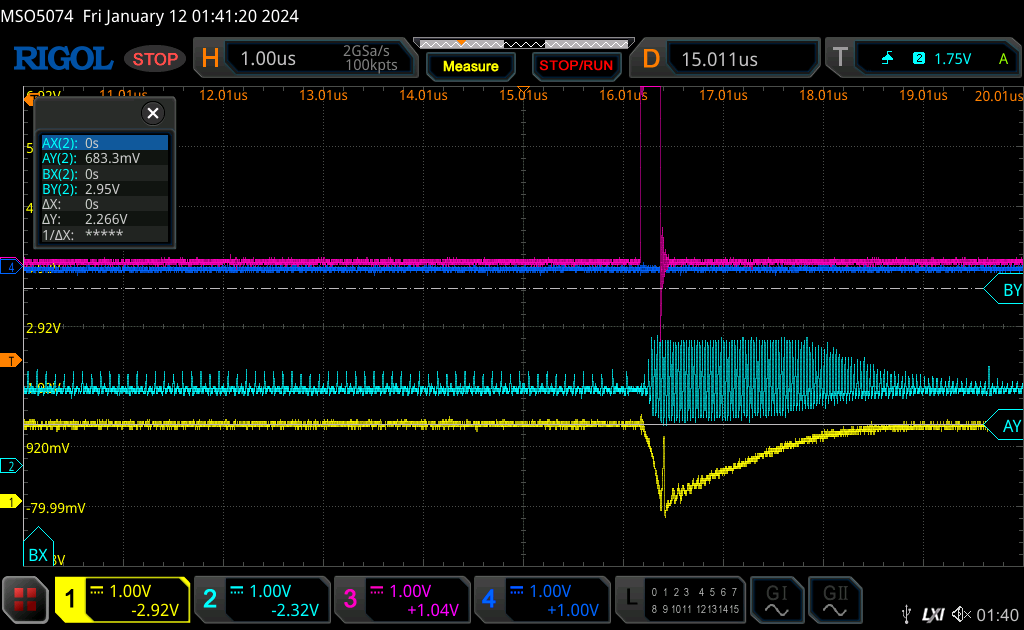 MSO5074 Fri January 12 01:41:20 2024
RIGOL STOP H 1.00us 2GSa/s 100kpts Measure STOP/RUN D 15.011us T 2 1.75V A
11.01us 12.01us 13.01us 14.01us 15.01us 16.01us 17.01us 18.01us 19.01us 20.01us
AX(2): 0s
AY(2): 683.3mV
BX(2): 0s
BY(2): 2.95V
ΔX: 0s
ΔY: 2.266V
1/ΔX: *****
5
4
4
BY
2.92V
T
AY
920mV
2
1
-79.99mV
BX
1 1.00V -2.92V
2 1.00V -2.32V
3 1.00V +1.04V
4 1.00V +1.00V
L 0 1 2 3 4 5 6 7
8 9 10 11 12 13 14 15
GI GII
LXI 01:40